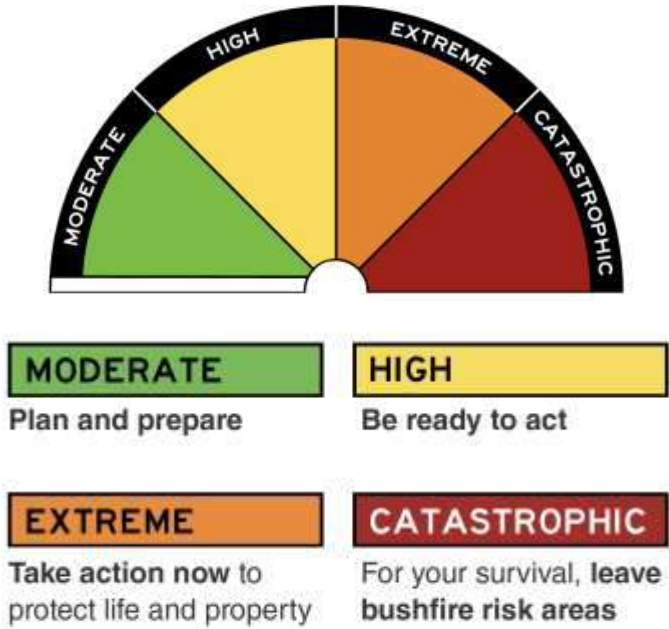 MODERATE
HIGH
EXTREME
CATASTROPHIC
MODERATE
Plan and prepare
HIGH
Be ready to act
EXTREME
Take action now to
protect life and property
CATASTROPHIC
For your survival, leave
bushfire risk areas